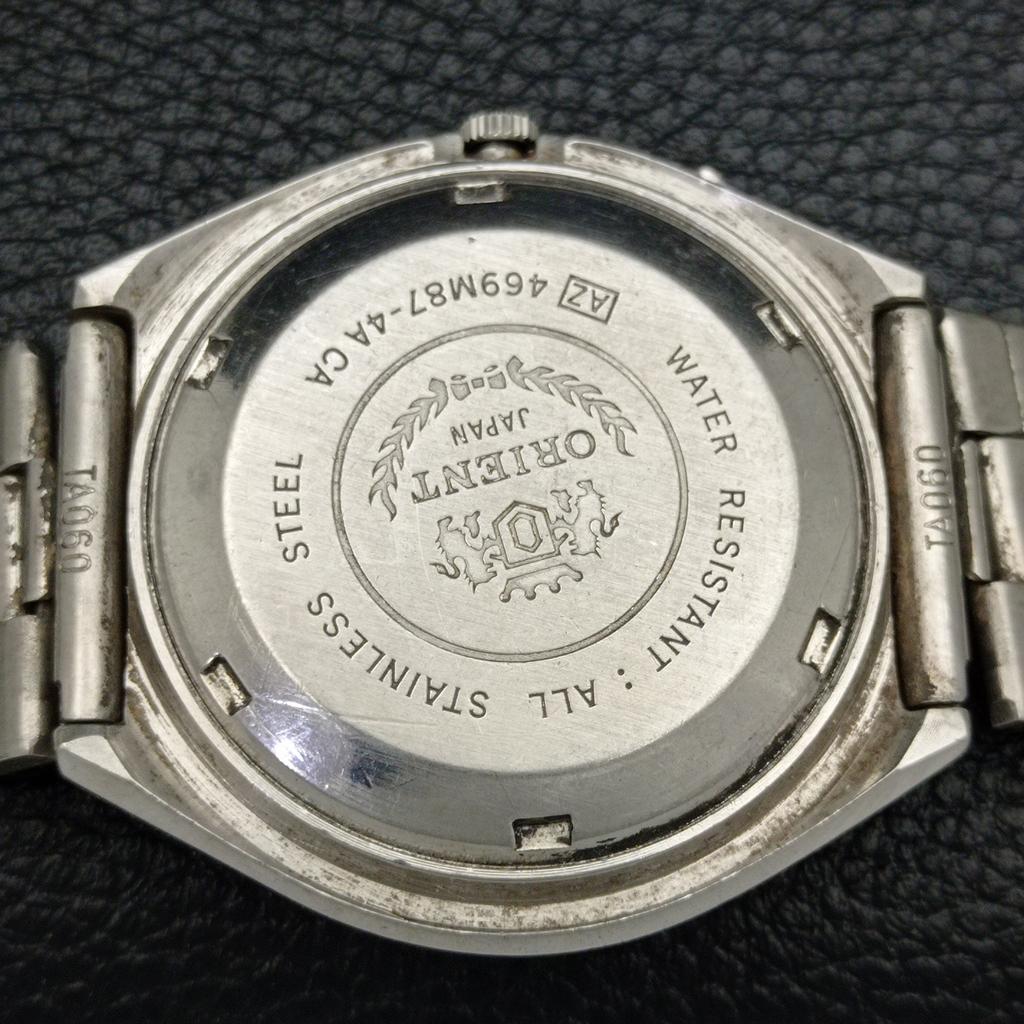 AZ 469M87-4A CA
WATER RESISTANT : ALL STAINLESS STEEL
ORIENT
JAPAN
TA060
TA060